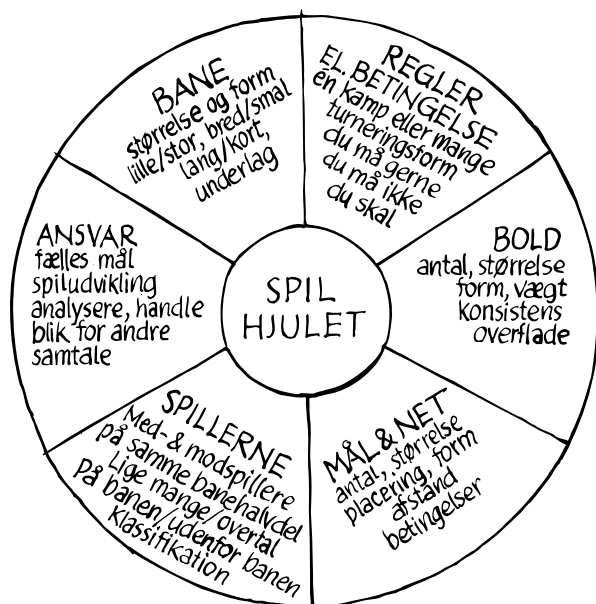 BANE
størrelse og form
lille/stor, bred/smal
lang/kort,
underlag
REGLER
EL. BETINGELSE
én kamp eller mange
turneringsform
du må gerne
du må ikke
du skal
BOLD
antal, størrelse
form, vægt
konsistens
overflade
MÅL & NET
antal, størrelse
placering, form
afstand
betingelser
SPILLERNE
Med- & modspillere
på samme banehalvdel
Lige mange/overtal
på banen/udenfor banen
Klassifikation
ANSVAR
fælles mål
spiludvikling
analysere, handle
blik for andre
samtale
SPIL
HJULET